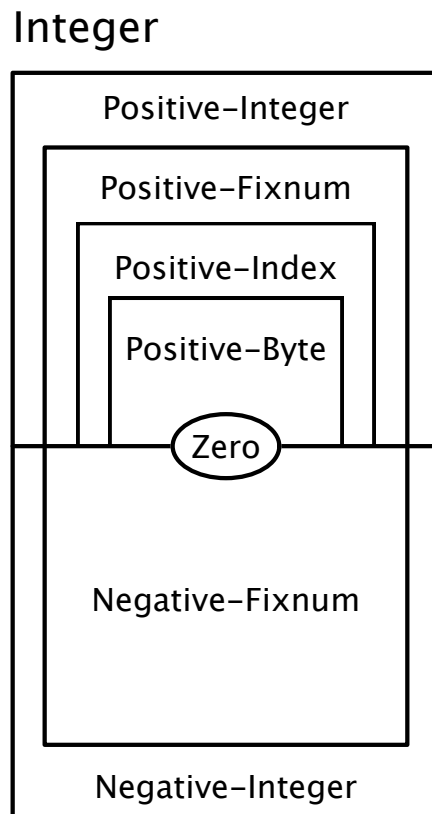 Integer
Positive–Integer
Positive–Fixnum
Positive–Index
Positive–Byte
Zero
Negative–Fixnum
Negative–Integer